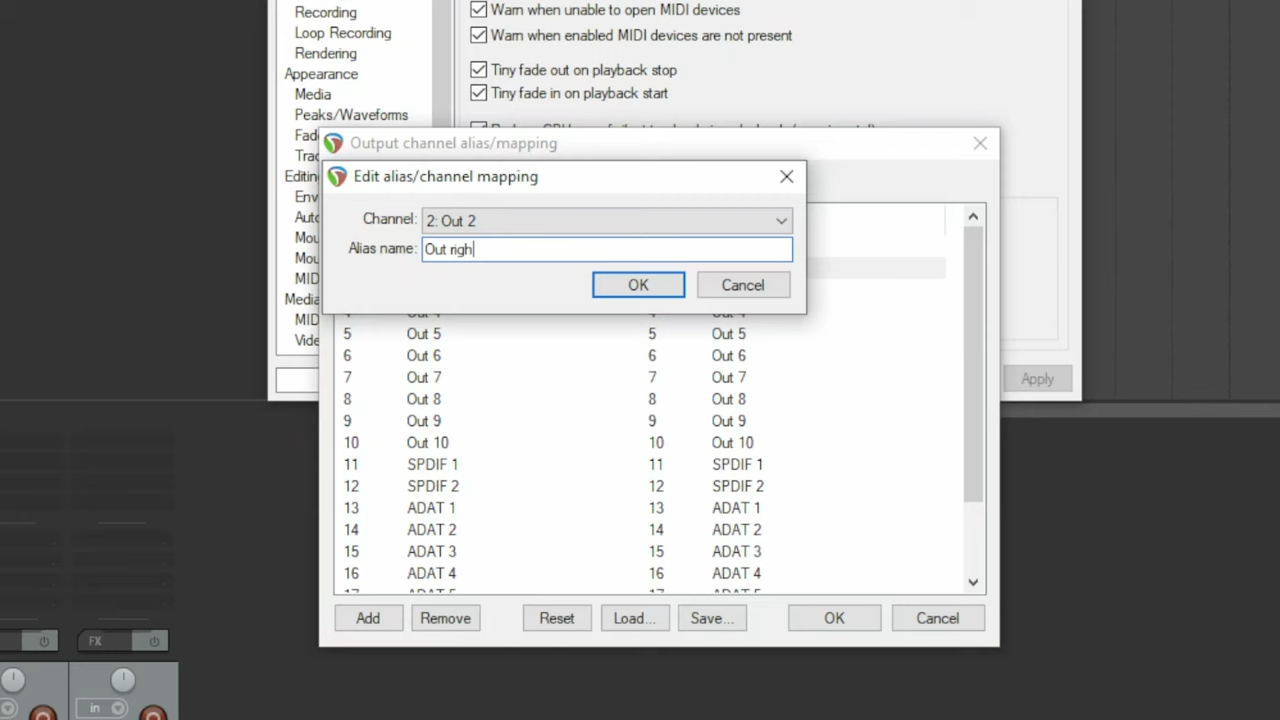 Recording
Loop Recording
Rendering
Appearance
Media
Peaks/Waveforms
Warn when unable to open MIDI devices
Warn when enabled MIDI devices are not present
Tiny fade out on playback stop
Tiny fade in on playback start
Output channel alias/mapping
Edit alias/channel mapping
Channel: 2: Out 2
Alias name: Out righ
OK Cancel
5 Out 5 5 Out 5
6 Out 6 6 Out 6
7 Out 7 7 Out 7
8 Out 8 8 Out 8
9 Out 9 9 Out 9
10 Out 10 10 Out 10
11 SPDIF 1 11 SPDIF 1
12 SPDIF 2 12 SPDIF 2
13 ADAT 1 13 ADAT 1
14 ADAT 2 14 ADAT 2
15 ADAT 3 15 ADAT 3
16 ADAT 4 16 ADAT 4
Add Remove Reset Load... Save... OK Cancel
Apply
FX
in